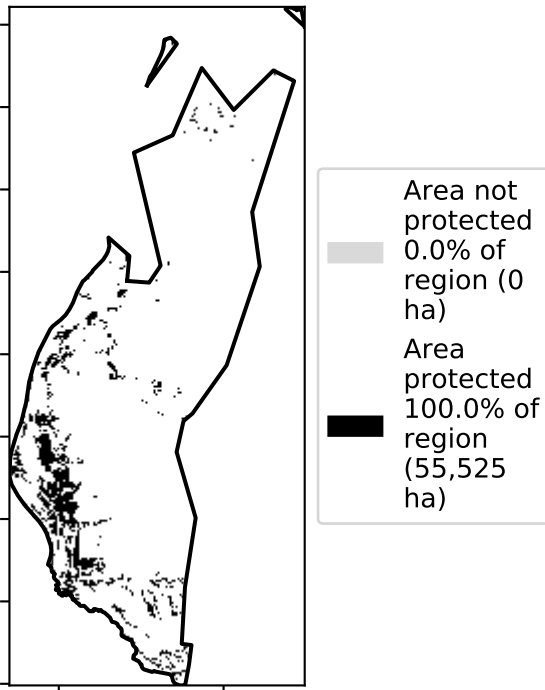 Area not
protected
0.0% of
region (0
ha)
Area
protected
100.0% of
region
(55,525
ha)